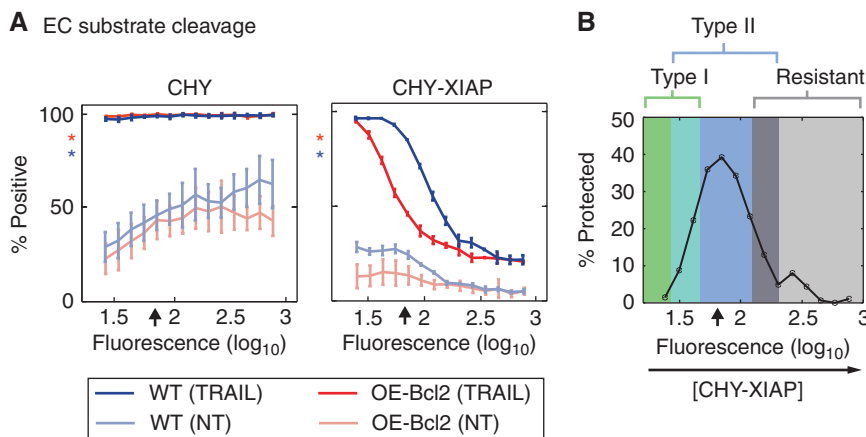 A EC substrate cleavage
CHY
CHY-XIAP
% Positive
100
50
0
*
*
*
*
1.5 2 2.5 3
1.5 2 2.5 3
Fluorescence (log10)
Fluorescence (log10)
WT (TRAIL) OE-Bcl2 (TRAIL)
WT (NT) OE-Bcl2 (NT)
B
Type II
Type I Resistant
% Protected
50
40
30
20
10
0
1.5 2 2.5 3
Fluorescence (log10)
[CHY-XIAP]